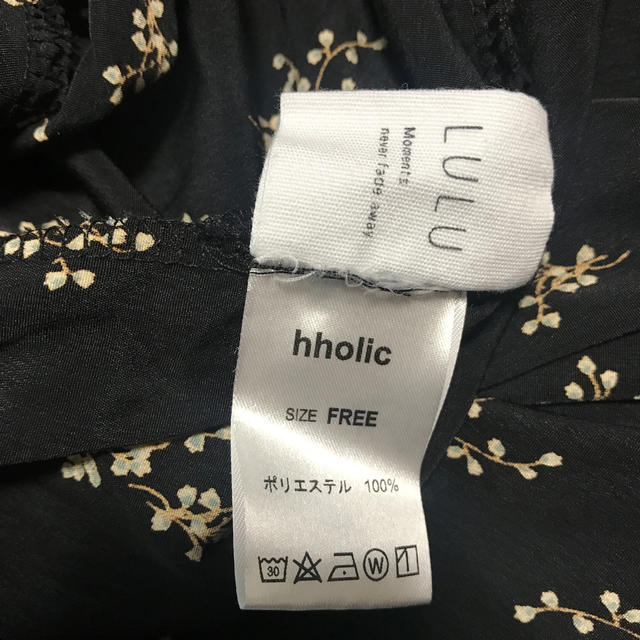 LULU
Moments
never fade away
hholic
SIZE FREE
ポリエステル 100%
30 W